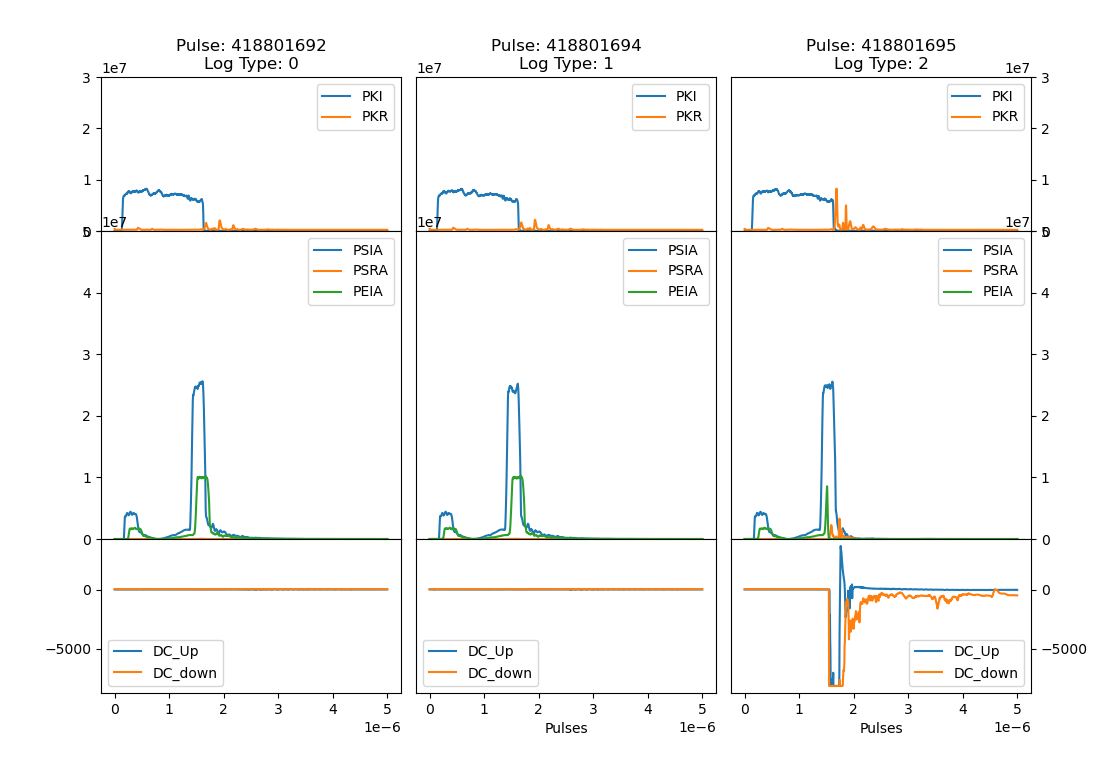 Pulse: 418801692
Log Type: 0
Pulse: 418801694
Log Type: 1
Pulse: 418801695
Log Type: 2
1e7
1e7
1e7
3
2
1
0
PKI
PKR
PKI
PKR
PKI
PKR
3
2
1
0
1e7
1e7
1e7
5
4
3
2
1
0
PSIA
PSRA
PEIA
PSIA
PSRA
PEIA
PSIA
PSRA
PEIA
5
4
3
2
1
0
0
−5000
DC_Up
DC_down
DC_Up
DC_down
DC_Up
DC_down
0
−5000
0 1 2 3 4 5
1e−6
0 1 2 3 4 5
Pulses
1e−6
0 1 2 3 4 5
Pulses
1e−6